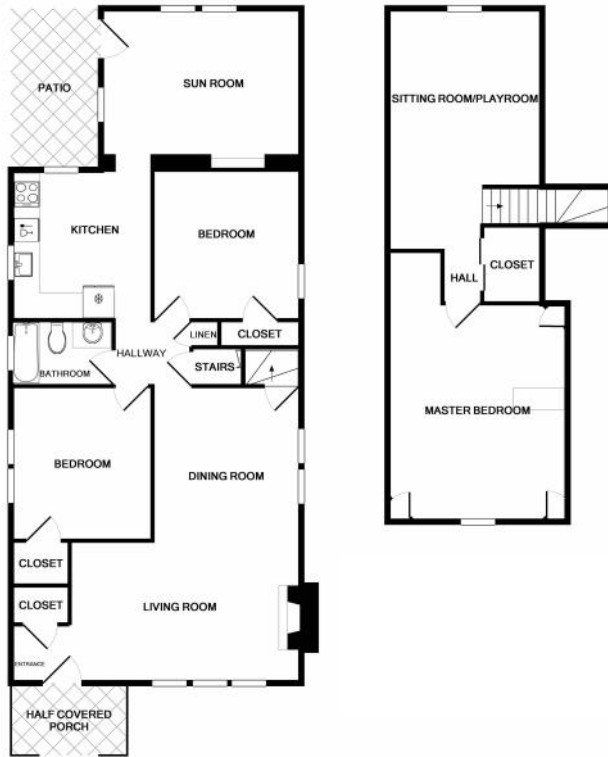 SUN ROOM
PATIO
KITCHEN
BEDROOM
LINEN
CLOSET
HALLWAY
STAIRS
BATHROOM
BEDROOM
DINING ROOM
CLOSET
CLOSET
LIVING ROOM
ENTRANCE
HALF COVERED
PORCH
SITTING ROOM/PLAYROOM
CLOSET
HALL
MASTER BEDROOM